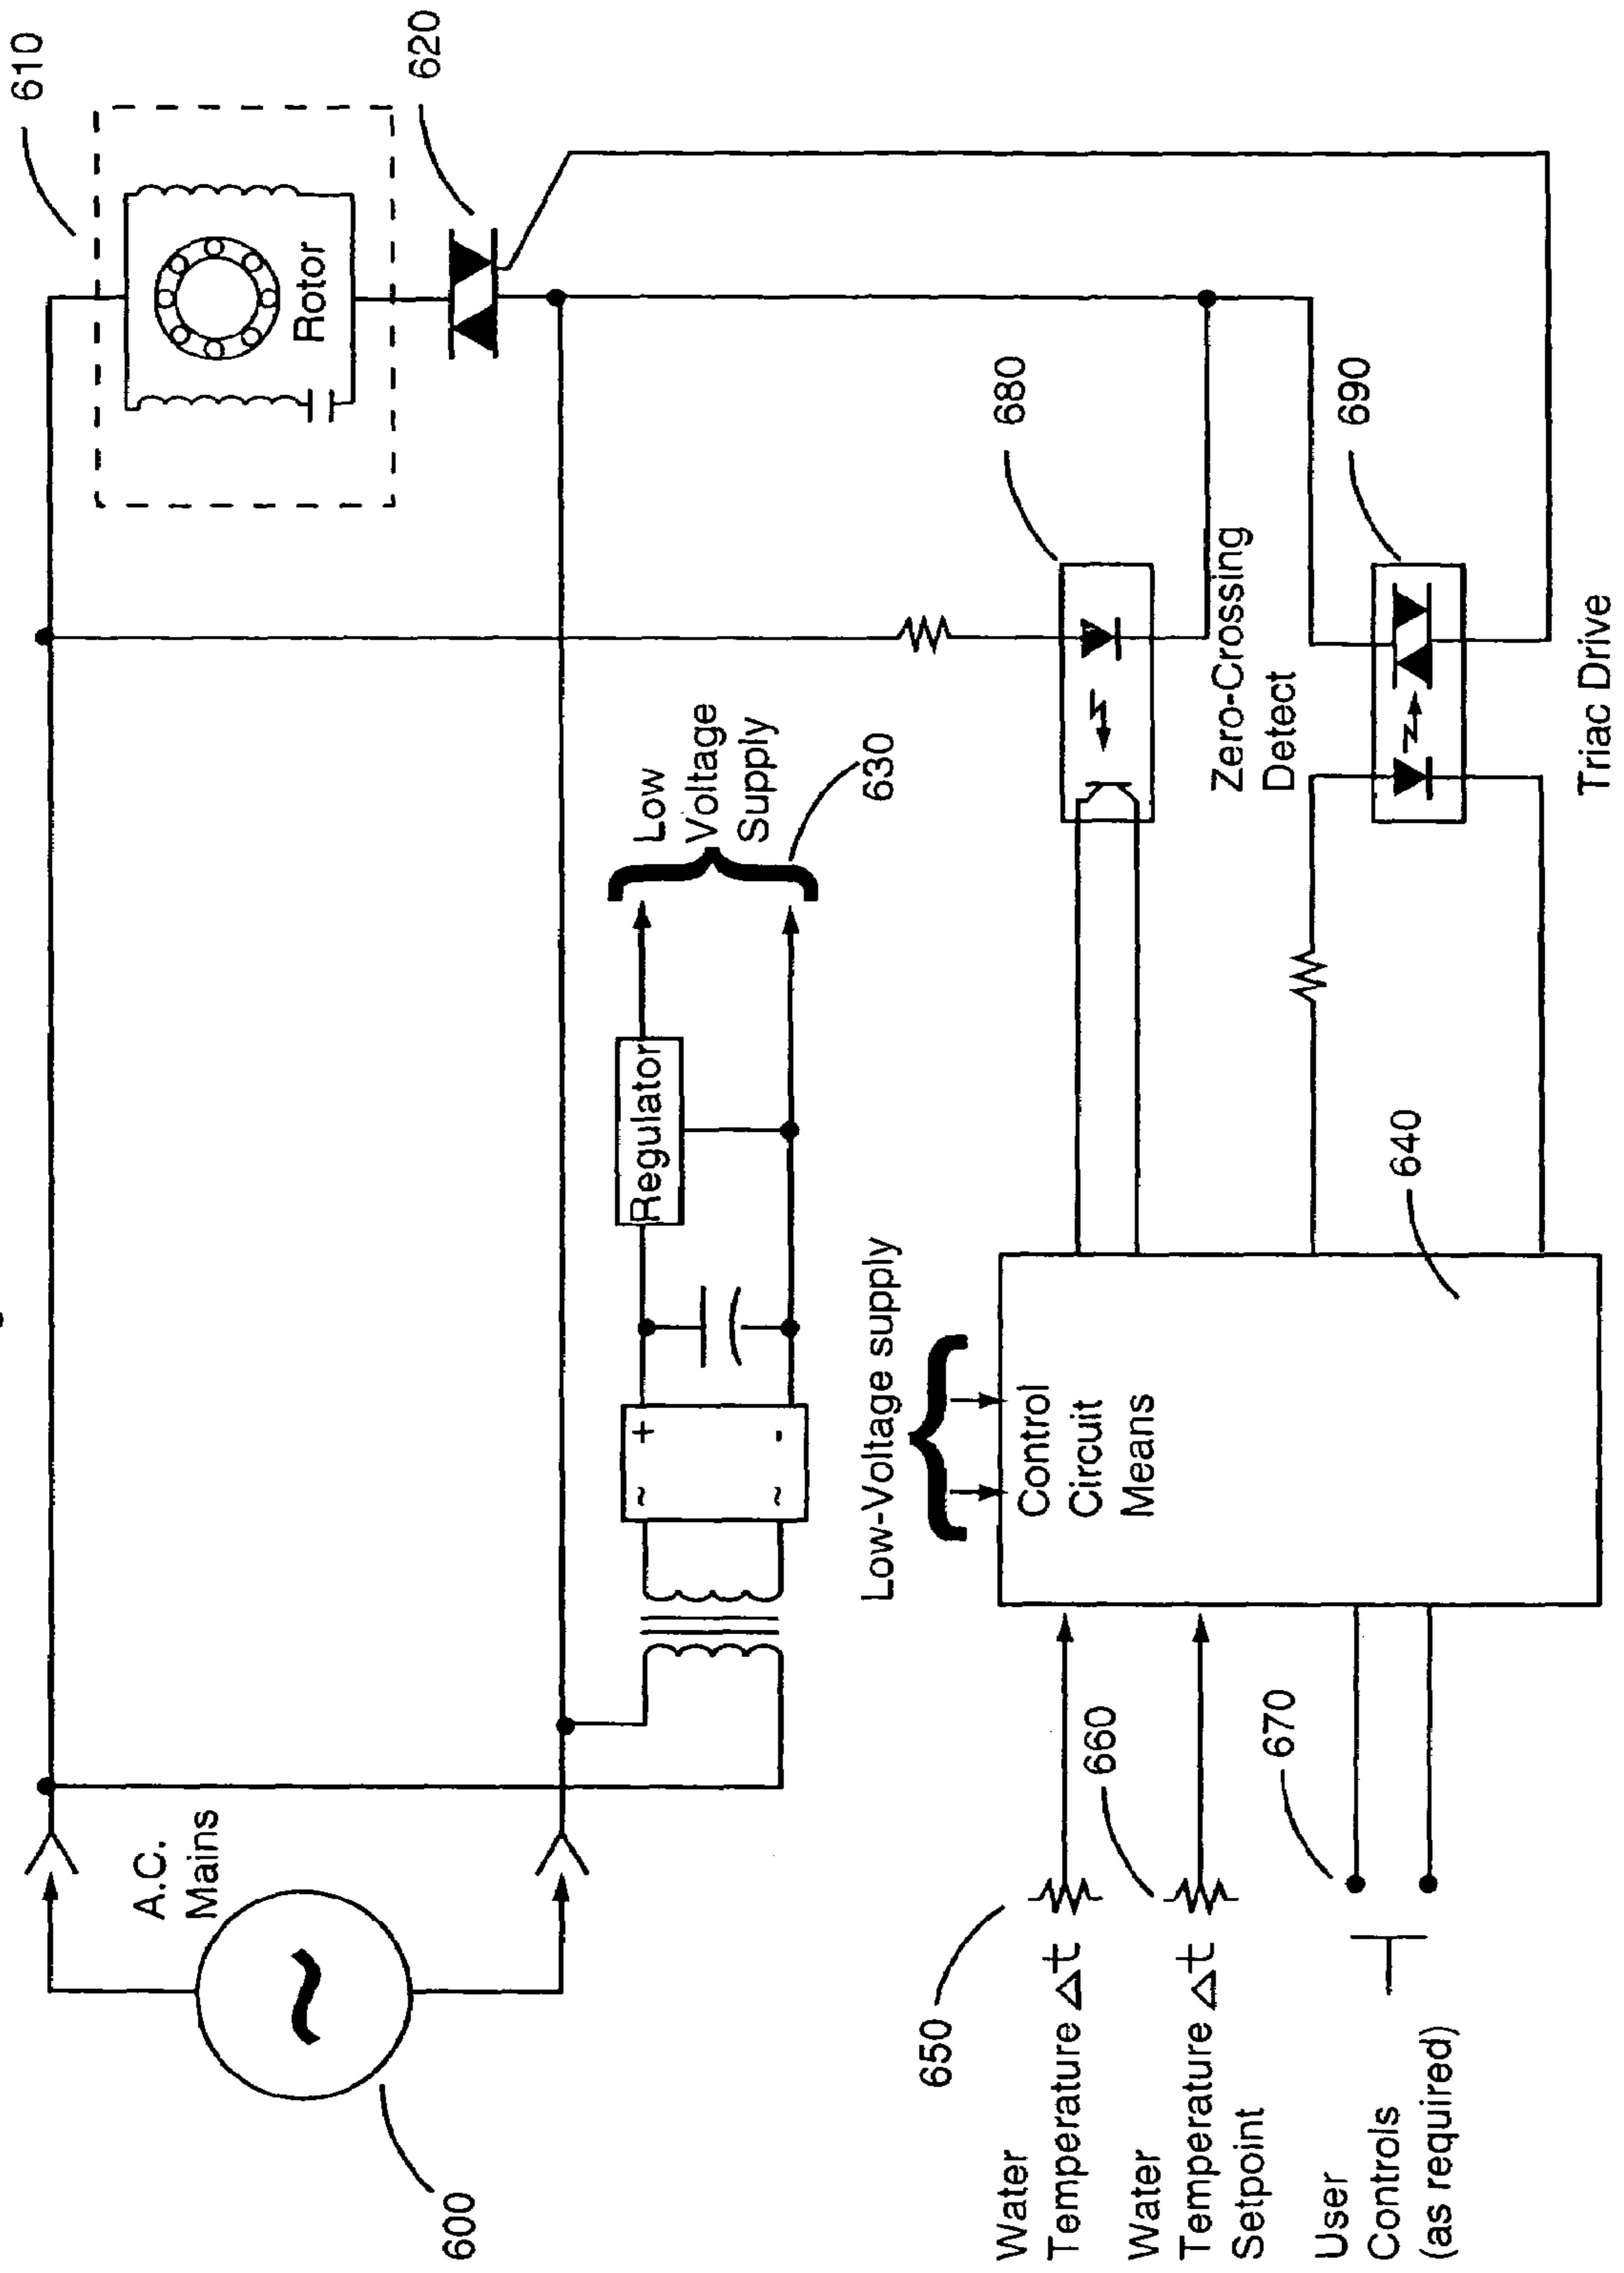 610
620
Rotor
A.C.
Mains
600
Low
Voltage
Supply
630
Regulator
+
-
~
~
~
680
Zero-Crossing
Detect
690
Triac Drive
Low-Voltage supply
Control
Circuit
Means
640
650
Water
Temperature Δt
660
Water
Temperature Δt
Setpoint
670
User
Controls
(as required)